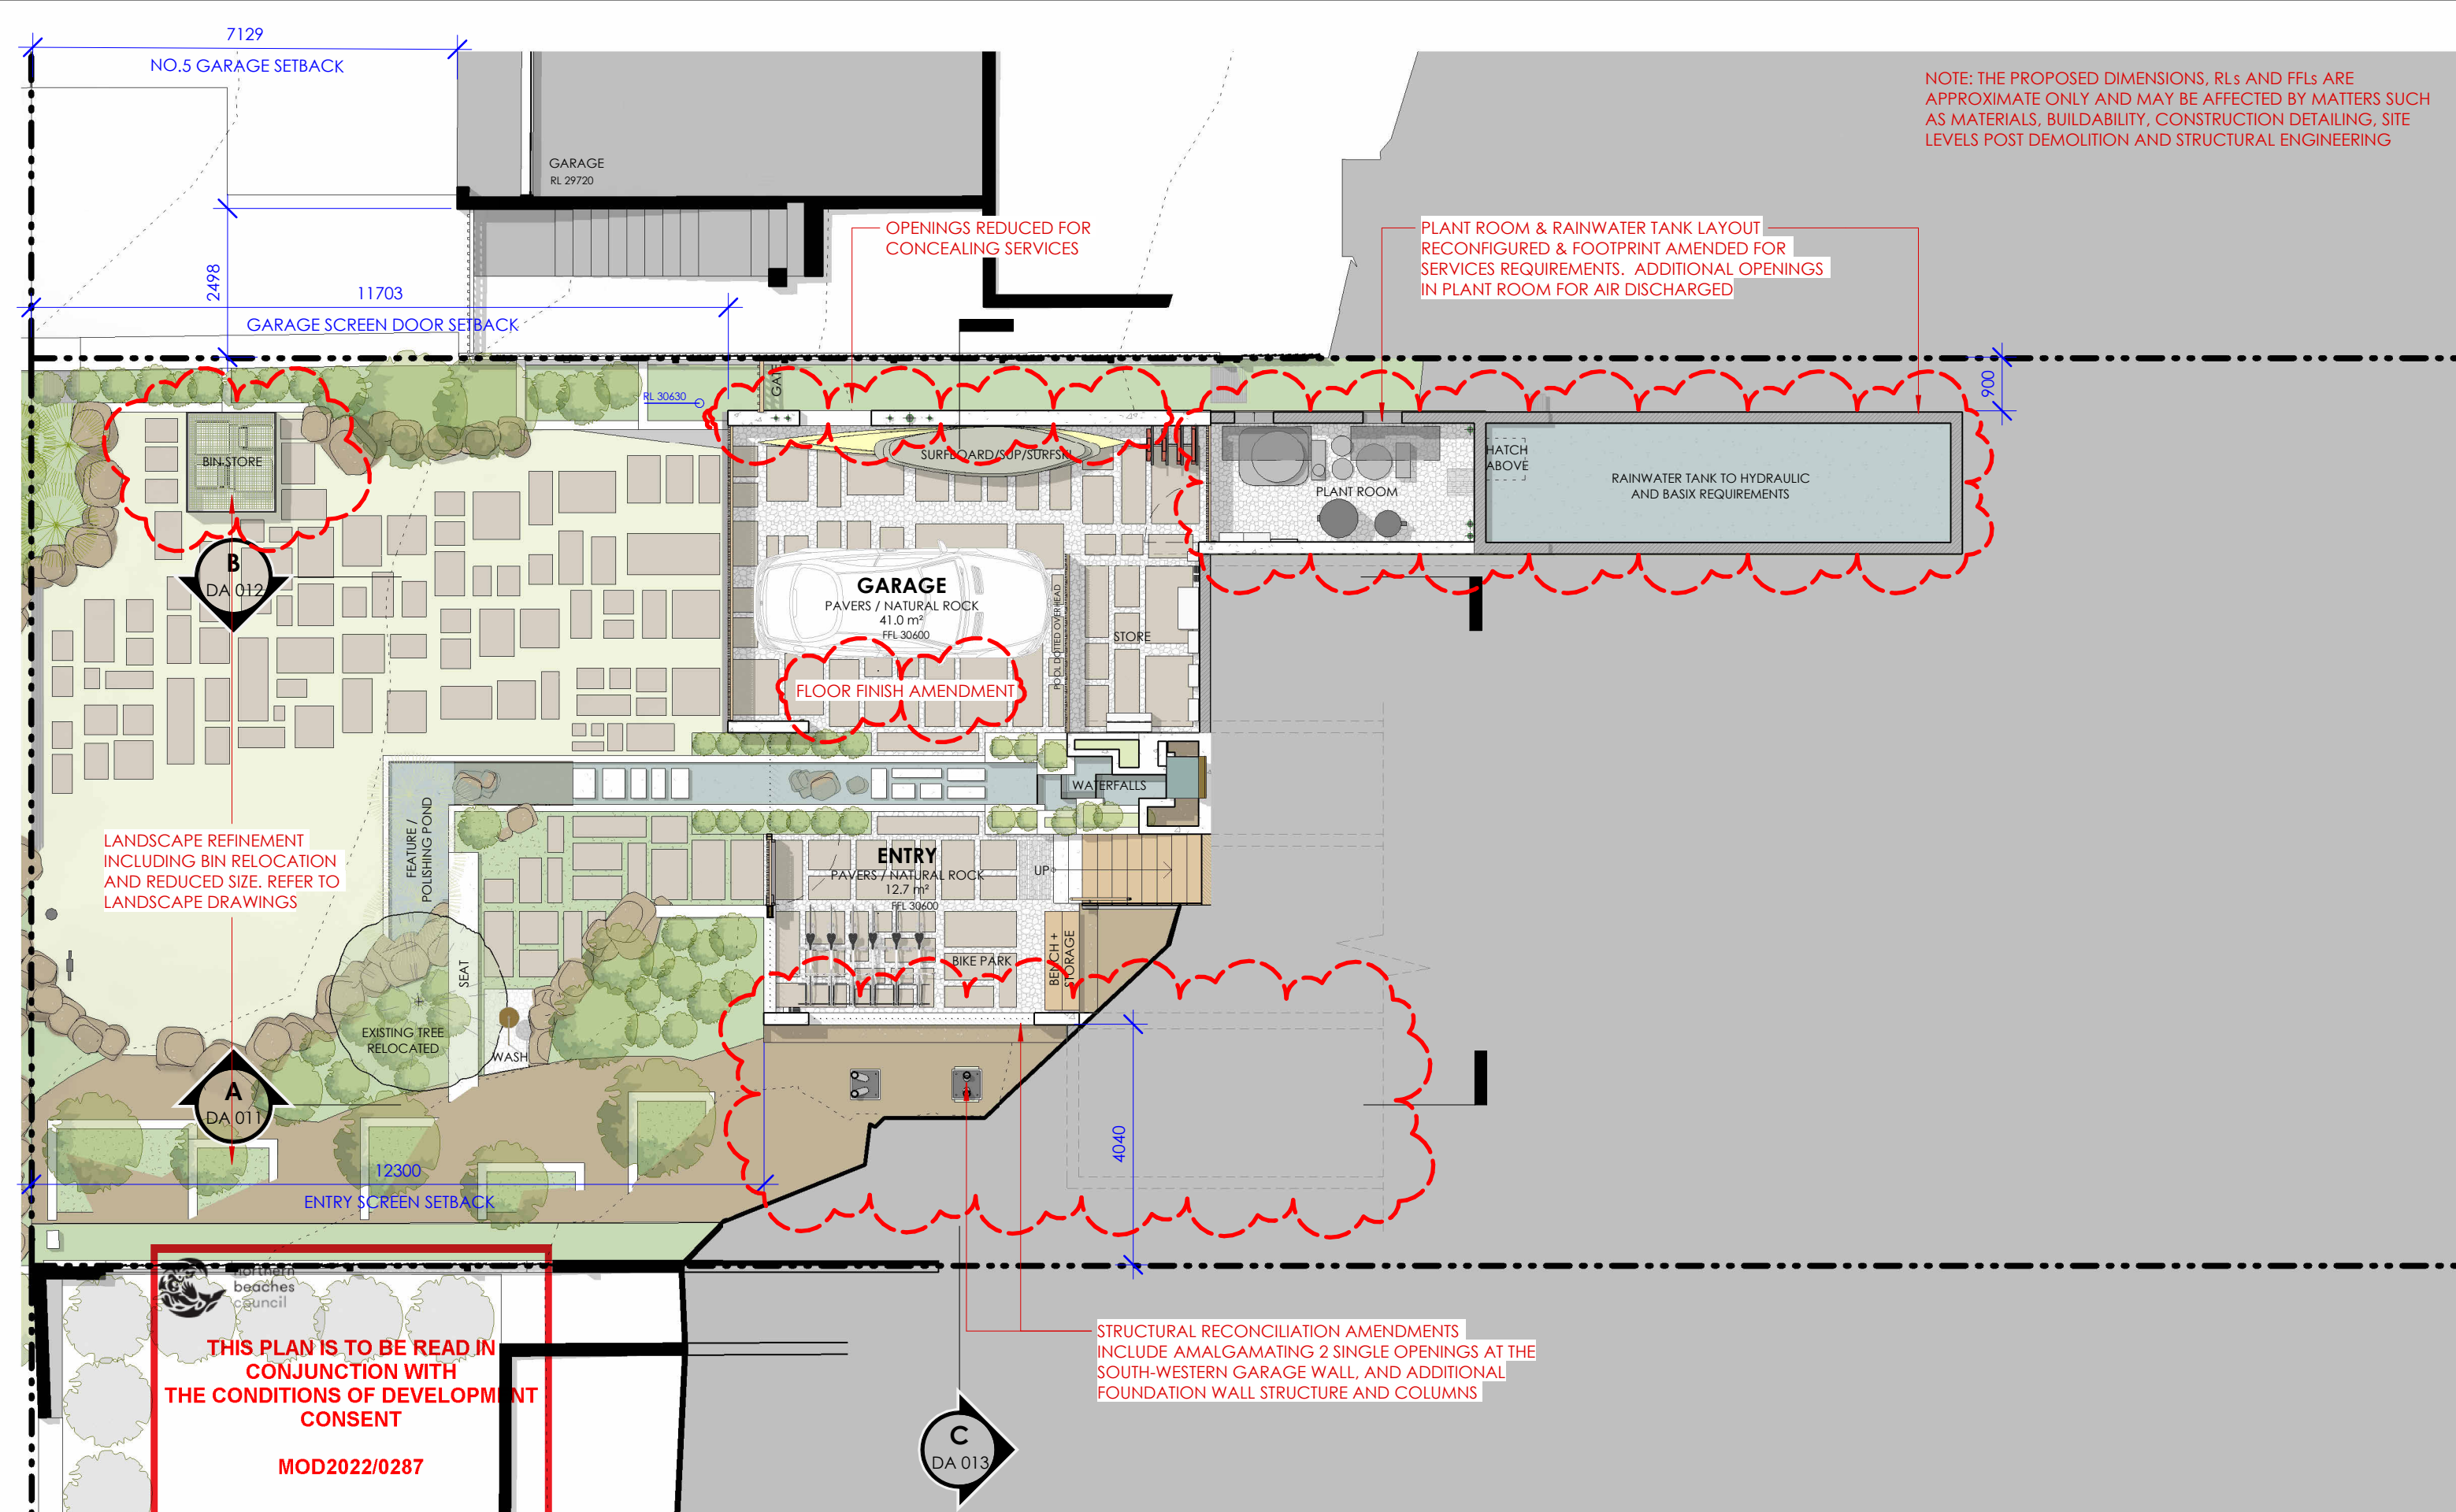 7129
NO.5 GARAGE SETBACK
NOTE: THE PROPOSED DIMENSIONS, RLs AND FFLs ARE
APPROXIMATE ONLY AND MAY BE AFFECTED BY MATTERS SUCH
AS MATERIALS, BUILDABILITY, CONSTRUCTION DETAILING, SITE
LEVELS POST DEMOLITION AND STRUCTURAL ENGINEERING
GARAGE
RL 29720
OPENINGS REDUCED FOR
CONCEALING SERVICES
PLANT ROOM & RAINWATER TANK LAYOUT
RECONFIGURED & FOOTPRINT AMENDED FOR
SERVICES REQUIREMENTS. ADDITIONAL OPENINGS
IN PLANT ROOM FOR AIR DISCHARGED
2498
11703
GARAGE SCREEN DOOR SETBACK
900
GATE
RL 30630
BIN STORE
SURFBOARD/SUP/SURFSKI
HATCH
ABOVE
PLANT ROOM
RAINWATER TANK TO HYDRAULIC
AND BASIX REQUIREMENTS
B
DA 012
GARAGE
PAVERS / NATURAL ROCK
41.0 m²
FFL 30600
POOL DOTTED OVERHEAD
STORE
FLOOR FINISH AMENDMENT
WATERFALLS
FEATURE /
POLISHING POND
LANDSCAPE REFINEMENT
INCLUDING BIN RELOCATION
AND REDUCED SIZE. REFER TO
LANDSCAPE DRAWINGS
ENTRY
PAVERS / NATURAL ROCK
12.7 m²
FFL 30600
UP
SEAT
BIKE PARK
BENCH +
STORAGE
EXISTING TREE
RELOCATED
WASH
A
DA 011
4040
12300
ENTRY SCREEN SETBACK
northern
beaches
council
THIS PLAN IS TO BE READ IN
CONJUNCTION WITH
THE CONDITIONS OF DEVELOPMENT
CONSENT
MOD2022/0287
STRUCTURAL RECONCILIATION AMENDMENTS
INCLUDE AMALGAMATING 2 SINGLE OPENINGS AT THE
SOUTH-WESTERN GARAGE WALL, AND ADDITIONAL
FOUNDATION WALL STRUCTURE AND COLUMNS
C
DA 013